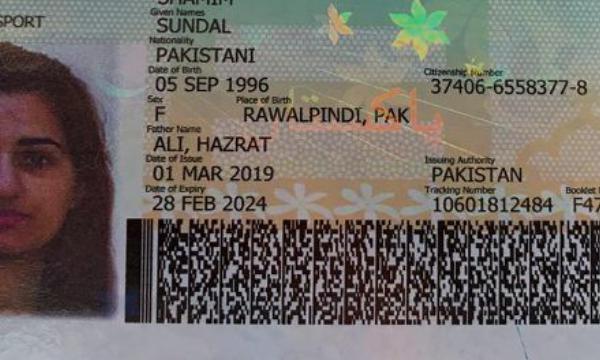 SPORT
SHAMIM
Given Names
SUNDAL
Nationality
PAKISTANI
Date of Birth Citizenship Number
05 SEP 1996 37406-6558377-8
Sex Place of Birth
F RAWALPINDI, PAK
پاکستان
Father Name
ALI, HAZRAT
Date of Issue Issuing Authority
01 MAR 2019 PAKISTAN
Date of Expiry Tracking Number Booklet
28 FEB 2024 10601812484 F47